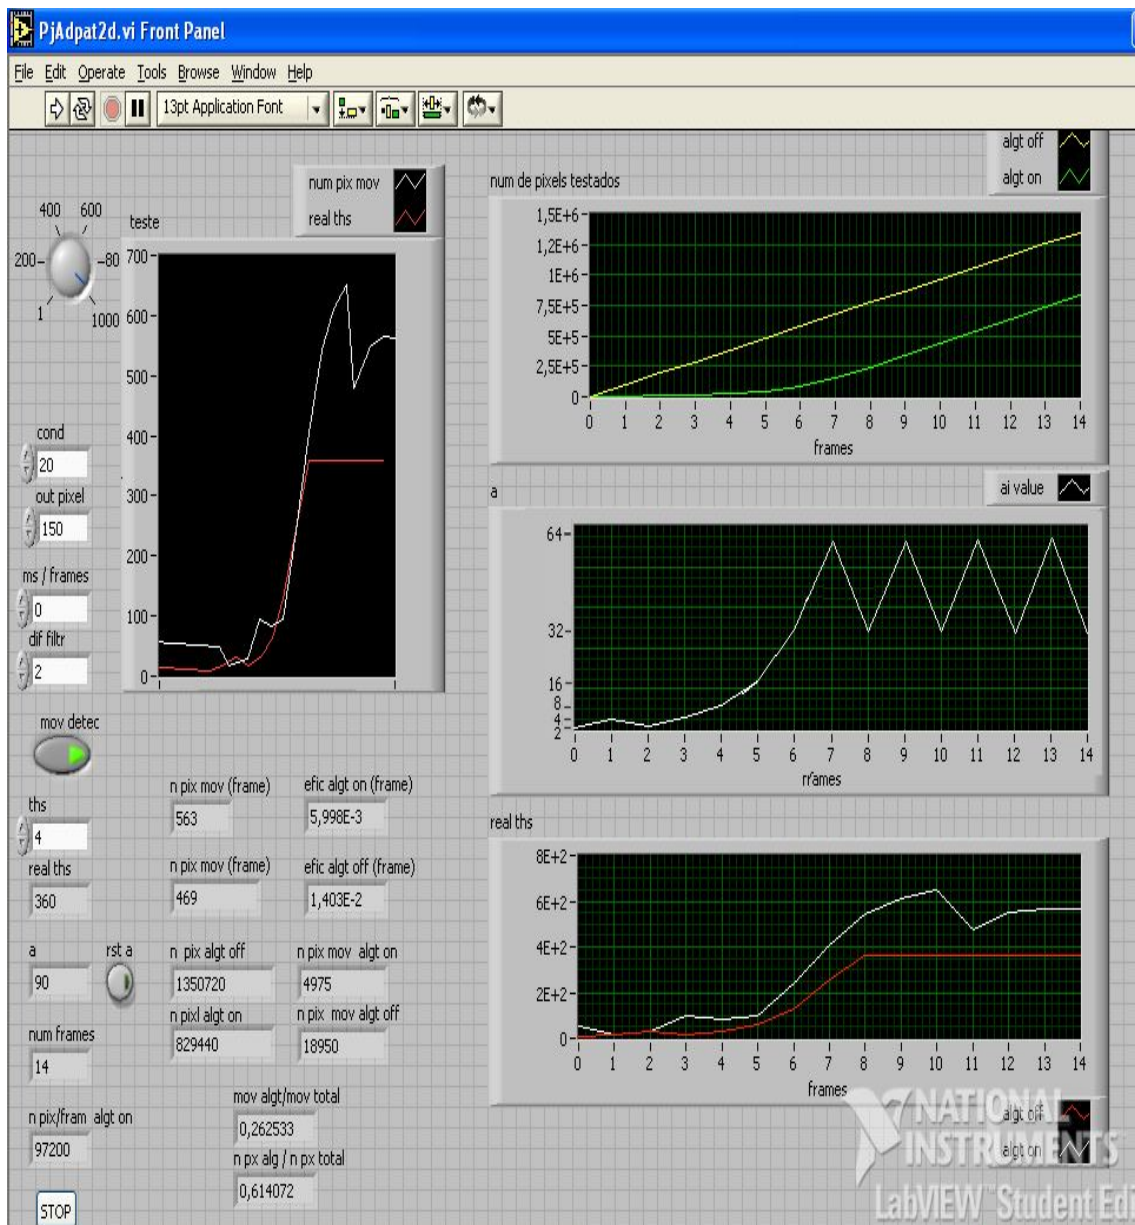 PjAdpat2d.vi Front Panel
File Edit Operate Tools Browse Window Help
13pt Application Font
400 600
200 80
1 1000
cond
20
out pixel
150
ms / frames
0
dif filtr
2
mov detec
ths
4
real ths
360
a
90
rst a
num frames
14
n pix/fram algt on
97200
STOP
teste
num pix mov
real ths
700
600
500
400
300
200
100
0
n pix mov (frame)
563
efic algt on (frame)
5,998E-3
n pix mov (frame)
469
efic algt off (frame)
1,403E-2
n pix algt off
1350720
n pix mov algt on
4975
n pixl algt on
829440
n pix mov algt off
18950
mov algt/mov total
0,262533
n px alg / n px total
0,614072
num de pixels testados
algt off
algt on
1,5E+6
1,2E+6
1E+6
7,5E+5
5E+5
2,5E+5
0
0 1 2 3 4 5 6 7 8 9 10 11 12 13 14
frames
a
ai value
64
32
16
8
4
2
0 1 2 3 4 5 6 7 8 9 10 11 12 13 14
rrames
real ths
8E+2
6E+2
4E+2
2E+2
0
0 1 2 3 4 5 6 7 8 9 10 11 12 13 14
frames
algt off
algt on
NATIONAL
INSTRUMENTS
LabVIEW™ Student Edi